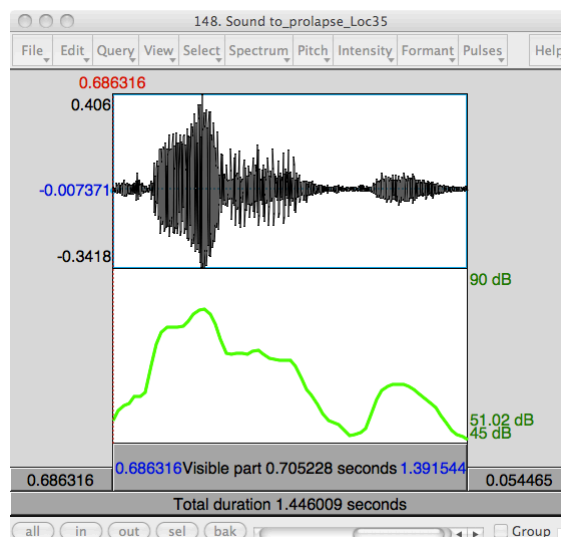 148. Sound to_prolapse_Loc35
File Edit Query View Select Spectrum Pitch Intensity Formant Pulses Help
0.686316
0.406
-0.007371
-0.3418
90 dB
51.02 dB
45 dB
0.686316 Visible part 0.705228 seconds 1.391544
0.686316 0.054465
Total duration 1.446009 seconds
all in out sel bak Group